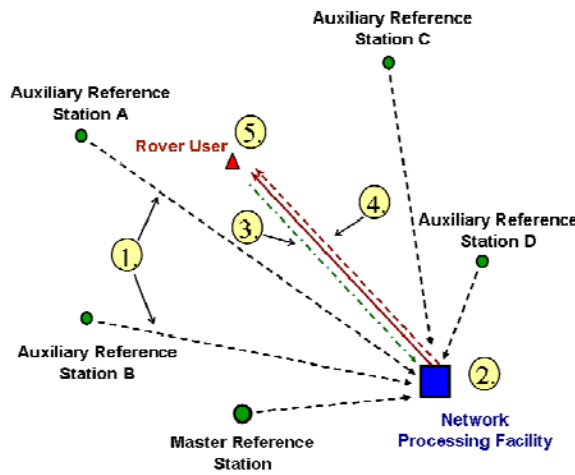 Auxiliary Reference
Station C
Auxiliary Reference
Station A
5.
Rover User
4.
3.
Auxiliary Reference
Station D
1.
Auxiliary Reference
Station B
2.
Network
Processing Facility
Master Reference
Station